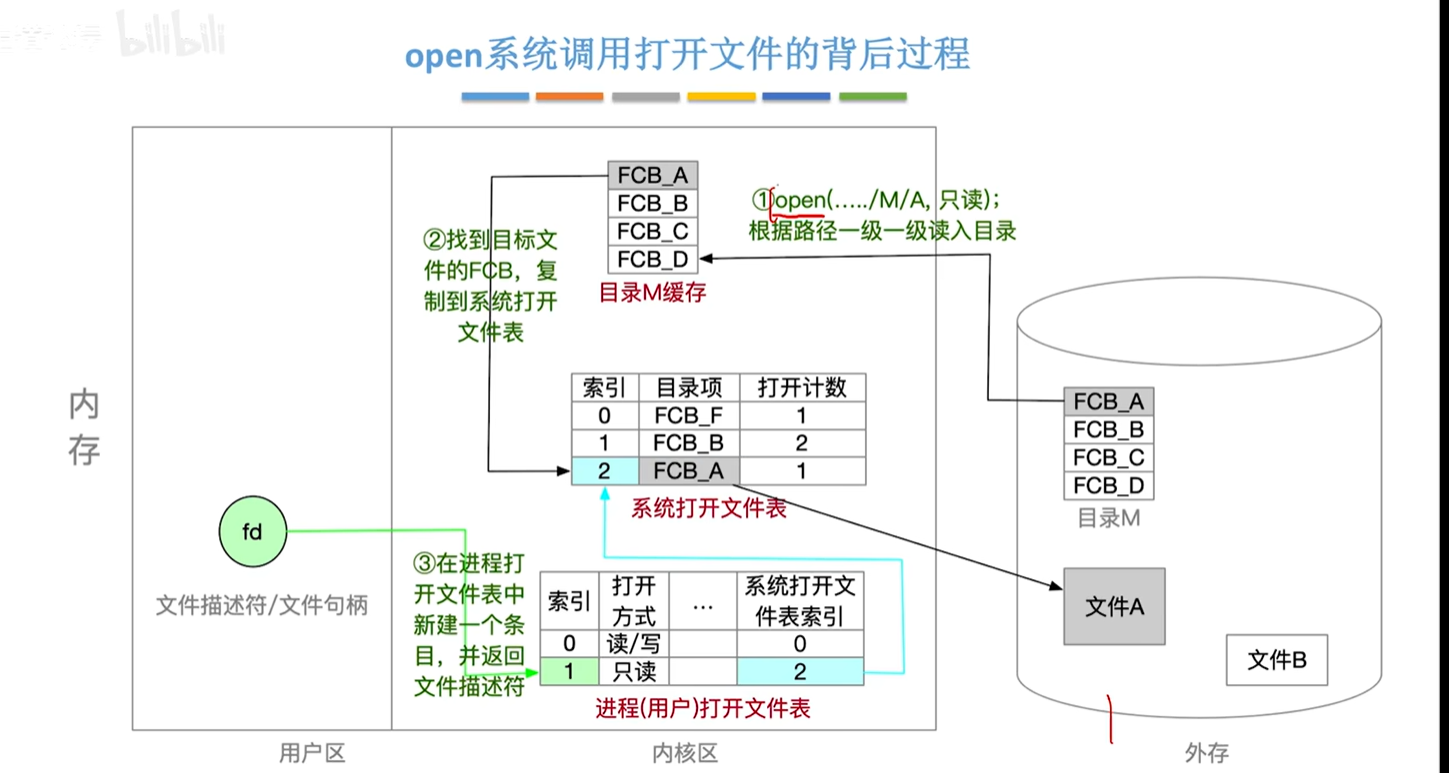 bilibili
open系统调用打开文件的背后过程
FCB_A
FCB_B
FCB_C
FCB_D
目录M缓存
①open(…../M/A, 只读);
根据路径一级一级读入目录
②找到目标文
件的FCB，复
制到系统打开
文件表
内
存
索引 目录项 打开计数
0 FCB_F 1
1 FCB_B 2
2 FCB_A 1
系统打开文件表
FCB_A
FCB_B
FCB_C
FCB_D
目录M
fd
文件描述符/文件句柄
③在进程打
开文件表中
新建一个条
目，并返回
文件描述符
索引 打开方式 … 系统打开文件表索引
0 读/写 0
1 只读 2
进程(用户)打开文件表
文件A
文件B
用户区
内核区
外存